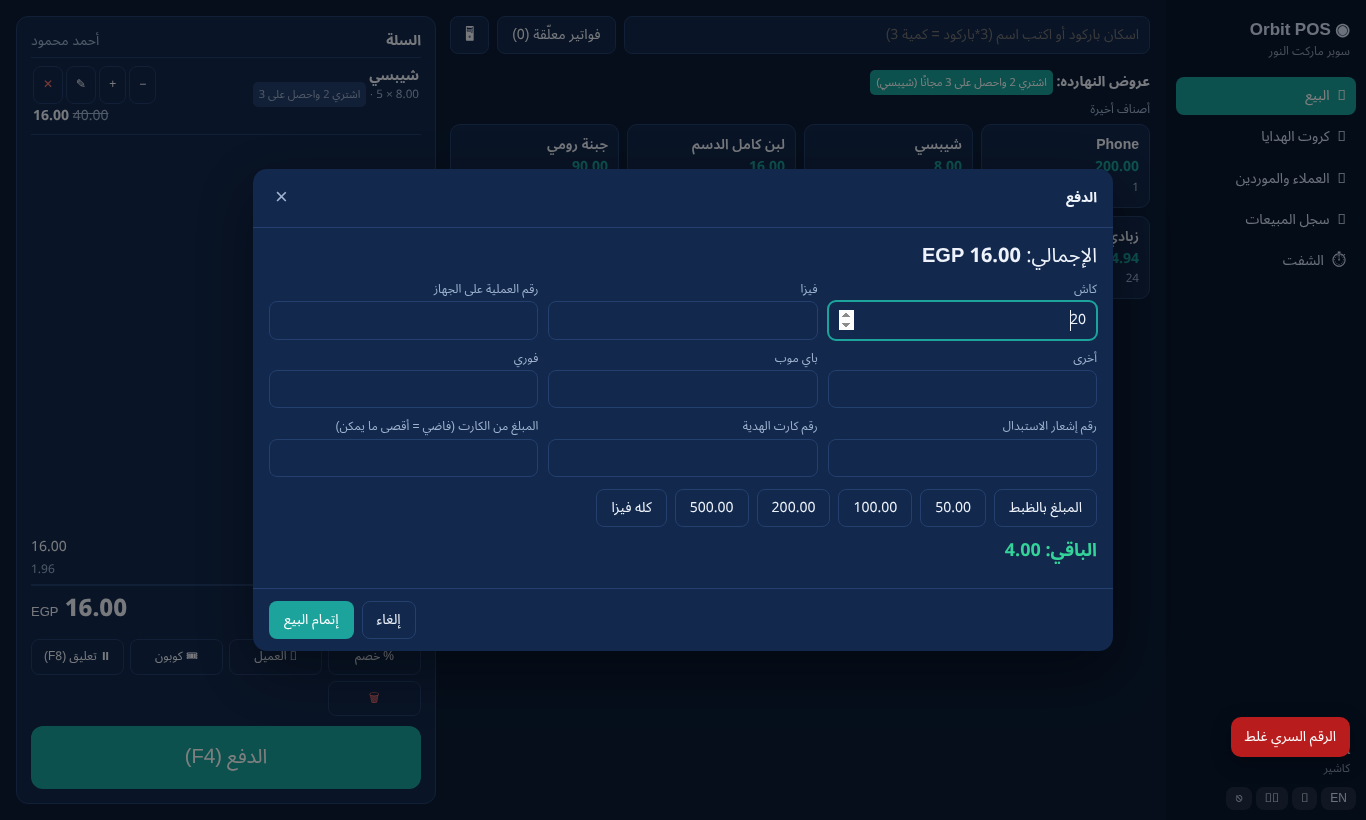 Orbit POS
سوبر ماركت النور
البيع
كروت الهدايا
العملاء والموردين
سجل المبيعات
الشفت
كاشير
EN
الرقم السري غلط
اسكان باركود أو اكتب اسم (3*باركود = كمية 3)
فواتير معلّقة (0)
عروض النهارده: اشتري 2 واحصل على 3 مجانًا (شيبسي)
أصناف أخيرة
Phone
200.00
1
شيبسي
8.00
لبن كامل الدسم
16.00
جبنة رومي
90.00
زبادي
4.94
24
السلة
أحمد محمود
شيبسي
5 × 8.00 · اشتري 2 واحصل على 3
− + ✎ ×
40.00 16.00
16.00
1.96
16.00 EGP
% خصم
العميل
كوبون
تعليق (F8)
الدفع (F4)
الدفع
×
الإجمالي: 16.00 EGP
كاش
فيزا
رقم العملية على الجهاز
20
أخرى
باي موب
فوري
رقم إشعار الاستبدال
رقم كارت الهدية
المبلغ من الكارت (فاضي = أقصى ما يمكن)
المبلغ بالظبط
50.00
100.00
200.00
500.00
كله فيزا
الباقي: 4.00
إلغاء
إتمام البيع